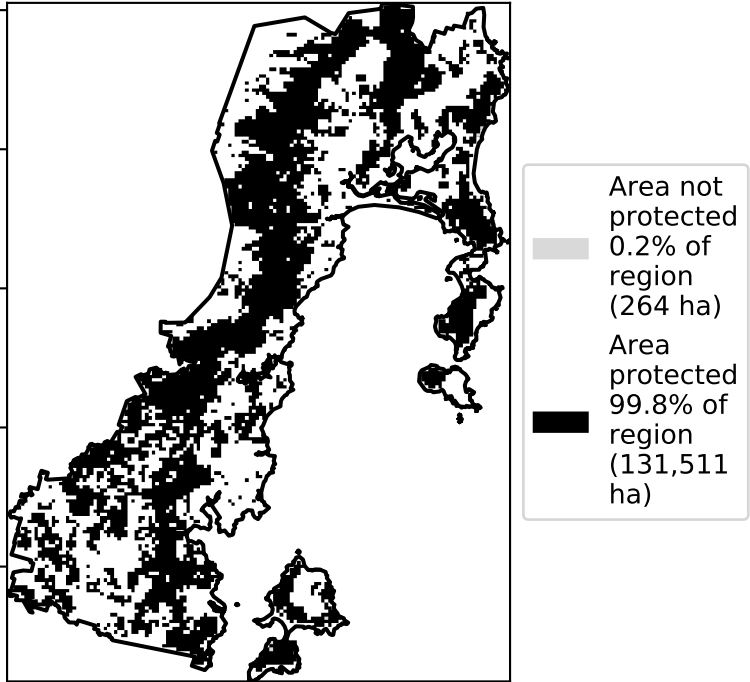 Area not
protected
0.2% of
region
(264 ha)
Area
protected
99.8% of
region
(131,511
ha)